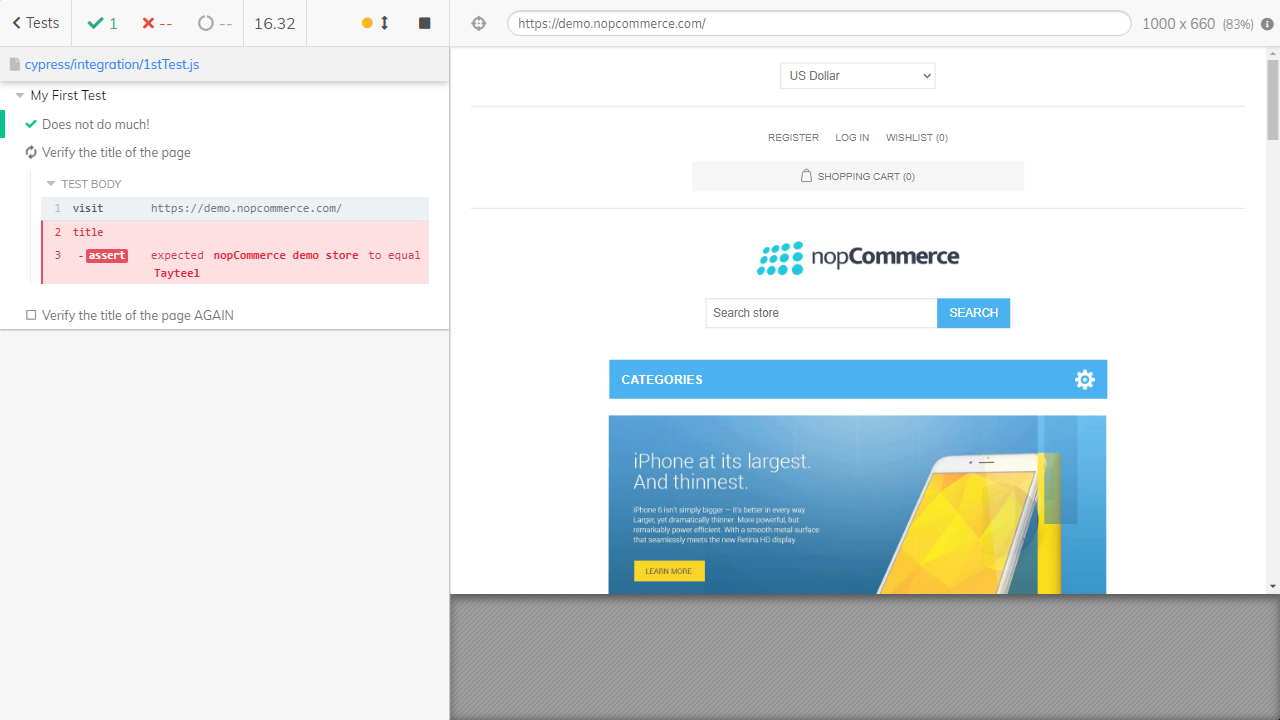 Tests
1
--
--
16.32
https://demo.nopcommerce.com/
1000 x 660 (83%)
cypress/integration/1stTest.js
My First Test
Does not do much!
Verify the title of the page
TEST BODY
1 visit https://demo.nopcommerce.com/
2 title
3 -assert expected nopCommerce demo store to equal
Tayteel
Verify the title of the page AGAIN
US Dollar
REGISTER LOG IN WISHLIST (0)
SHOPPING CART (0)
nopCommerce
Search store SEARCH
CATEGORIES
iPhone at its largest.
And thinnest.
iPhone 6 isn't simply bigger – it's better in every way.
Larger, yet dramatically thinner. More powerful, but
remarkably power efficient. With a smooth metal surface
that seamlessly meets the new Retina HD display.
LEARN MORE